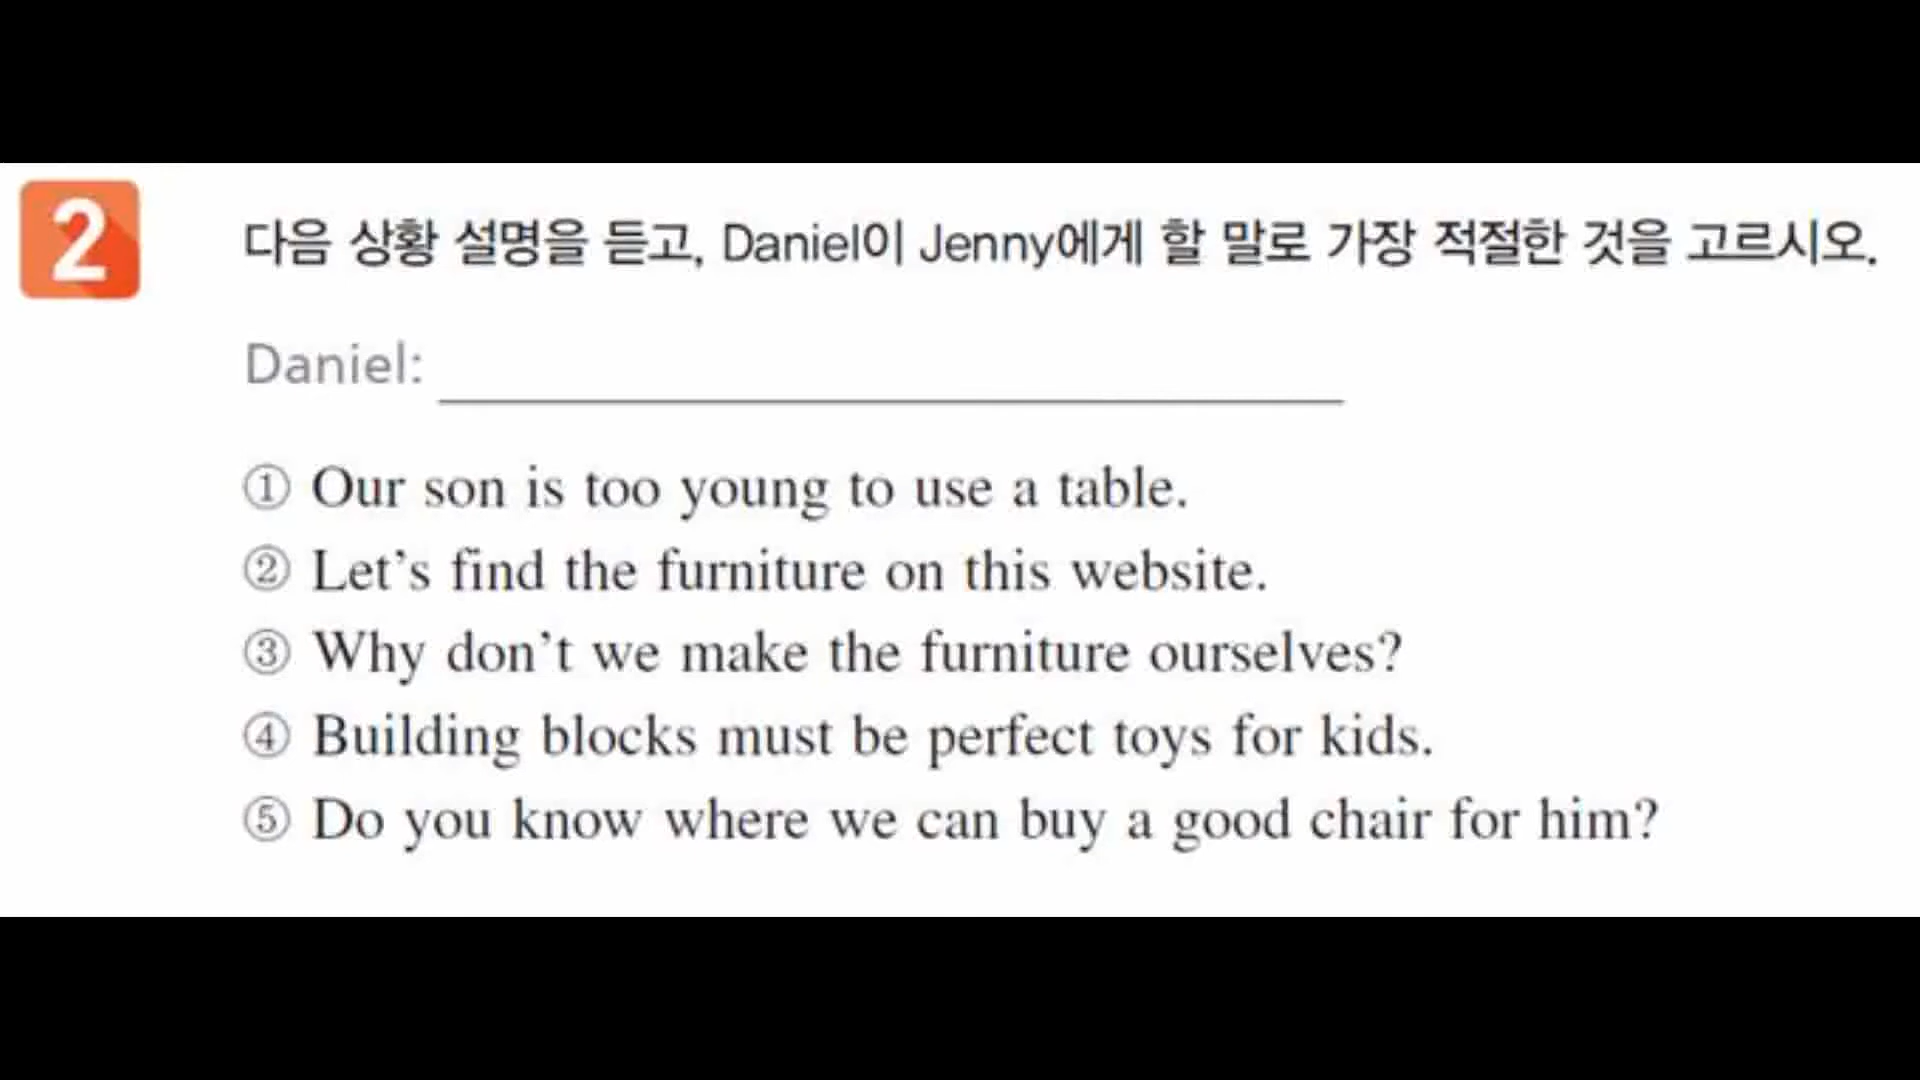 2 다음 상황 설명을 듣고, Daniel이 Jenny에게 할 말로 가장 적절한 것을 고르시오.
Daniel:
① Our son is too young to use a table.
② Let's find the furniture on this website.
③ Why don't we make the furniture ourselves?
④ Building blocks must be perfect toys for kids.
⑤ Do you know where we can buy a good chair for him?